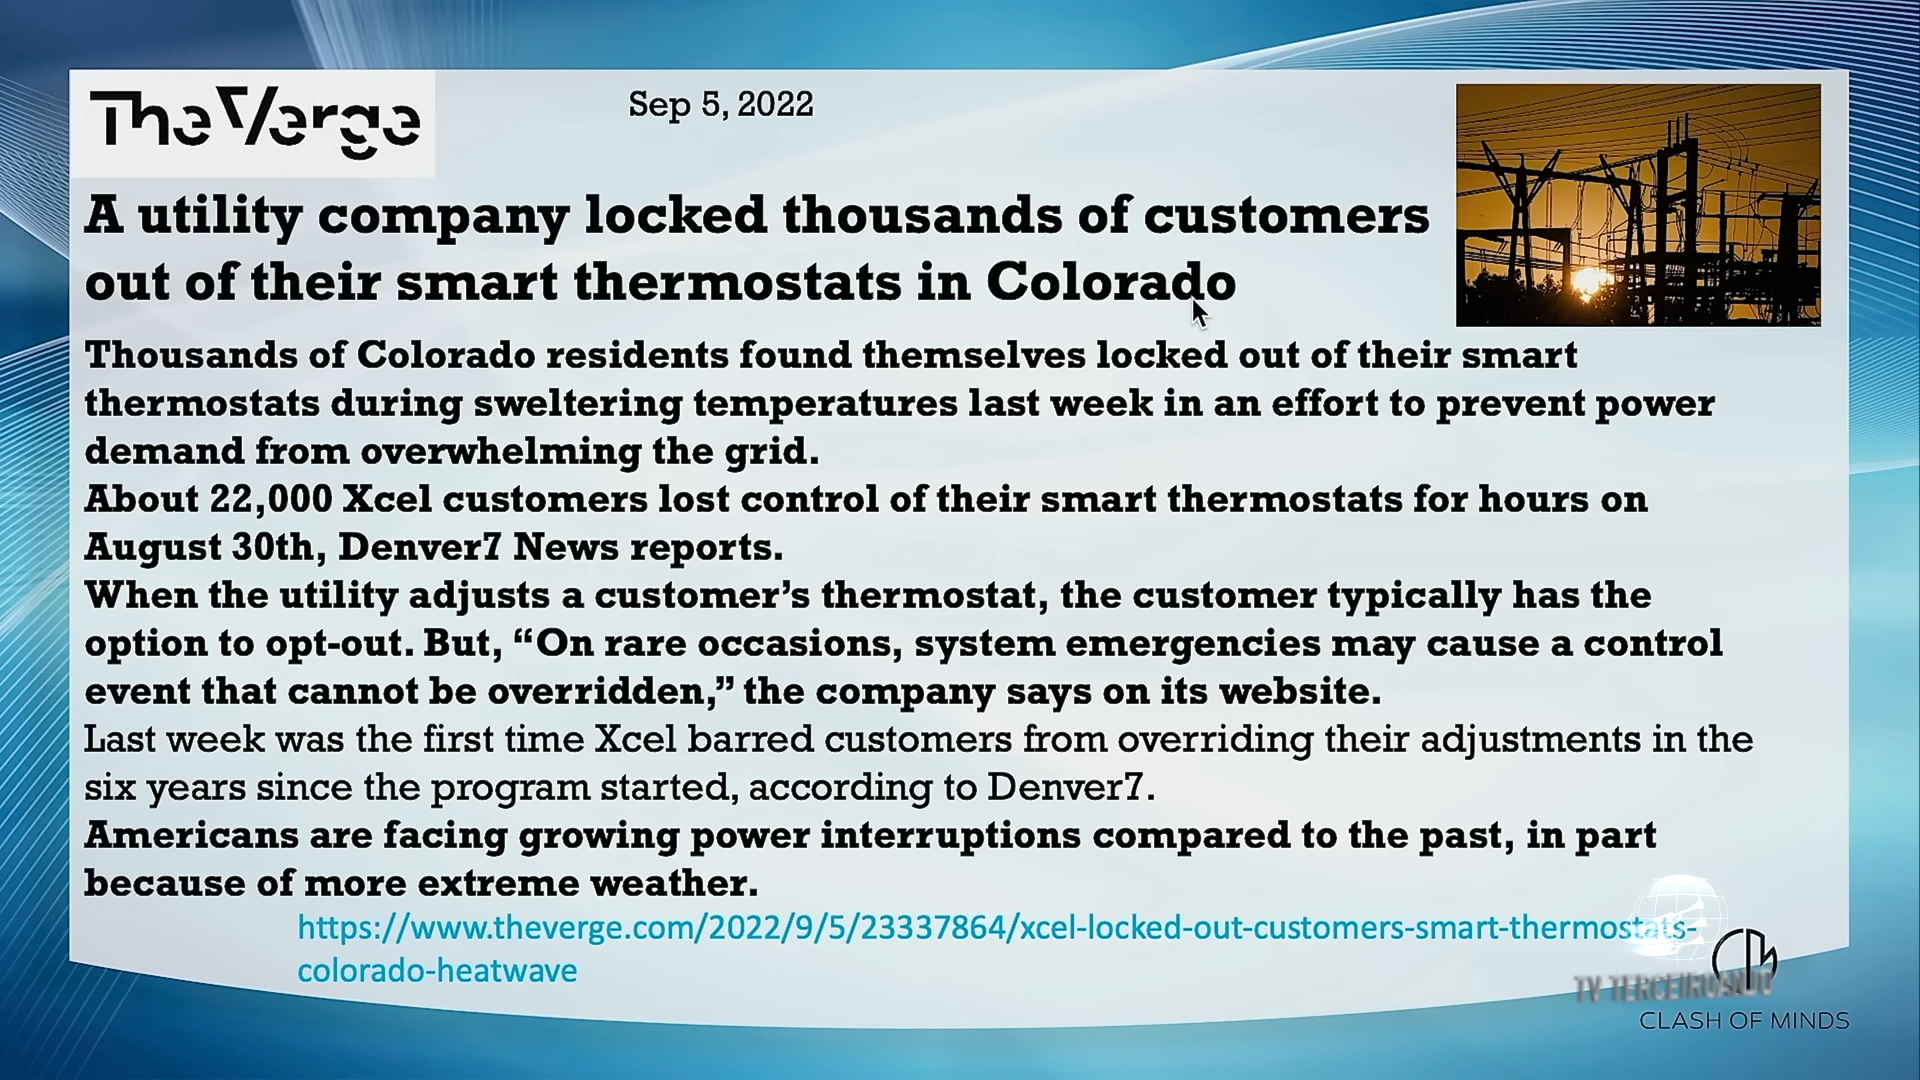 The Verge
Sep 5, 2022
A utility company locked thousands of customers
out of their smart thermostats in Colorado
Thousands of Colorado residents found themselves locked out of their smart
thermostats during sweltering temperatures last week in an effort to prevent power
demand from overwhelming the grid.
About 22,000 Xcel customers lost control of their smart thermostats for hours on
August 30th, Denver7 News reports.
When the utility adjusts a customer’s thermostat, the customer typically has the
option to opt-out. But, “On rare occasions, system emergencies may cause a control
event that cannot be overridden,” the company says on its website.
Last week was the first time Xcel barred customers from overriding their adjustments in the
six years since the program started, according to Denver7.
Americans are facing growing power interruptions compared to the past, in part
because of more extreme weather.
https://www.theverge.com/2022/9/5/23337864/xcel-locked-out-customers-smart-thermostats-
colorado-heatwave
TV TERCEIRO ANJO
CLASH OF MINDS